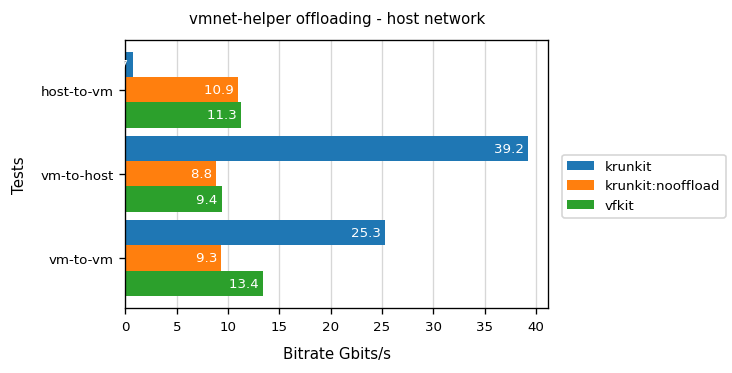 vmnet-helper offloading - host network
host-to-vm
10.9
11.3
39.2
vm-to-host
8.8
9.4
25.3
vm-to-vm
9.3
13.4
Tests
krunkit
krunkit:nooffload
vfkit
0 5 10 15 20 25 30 35 40
Bitrate Gbits/s